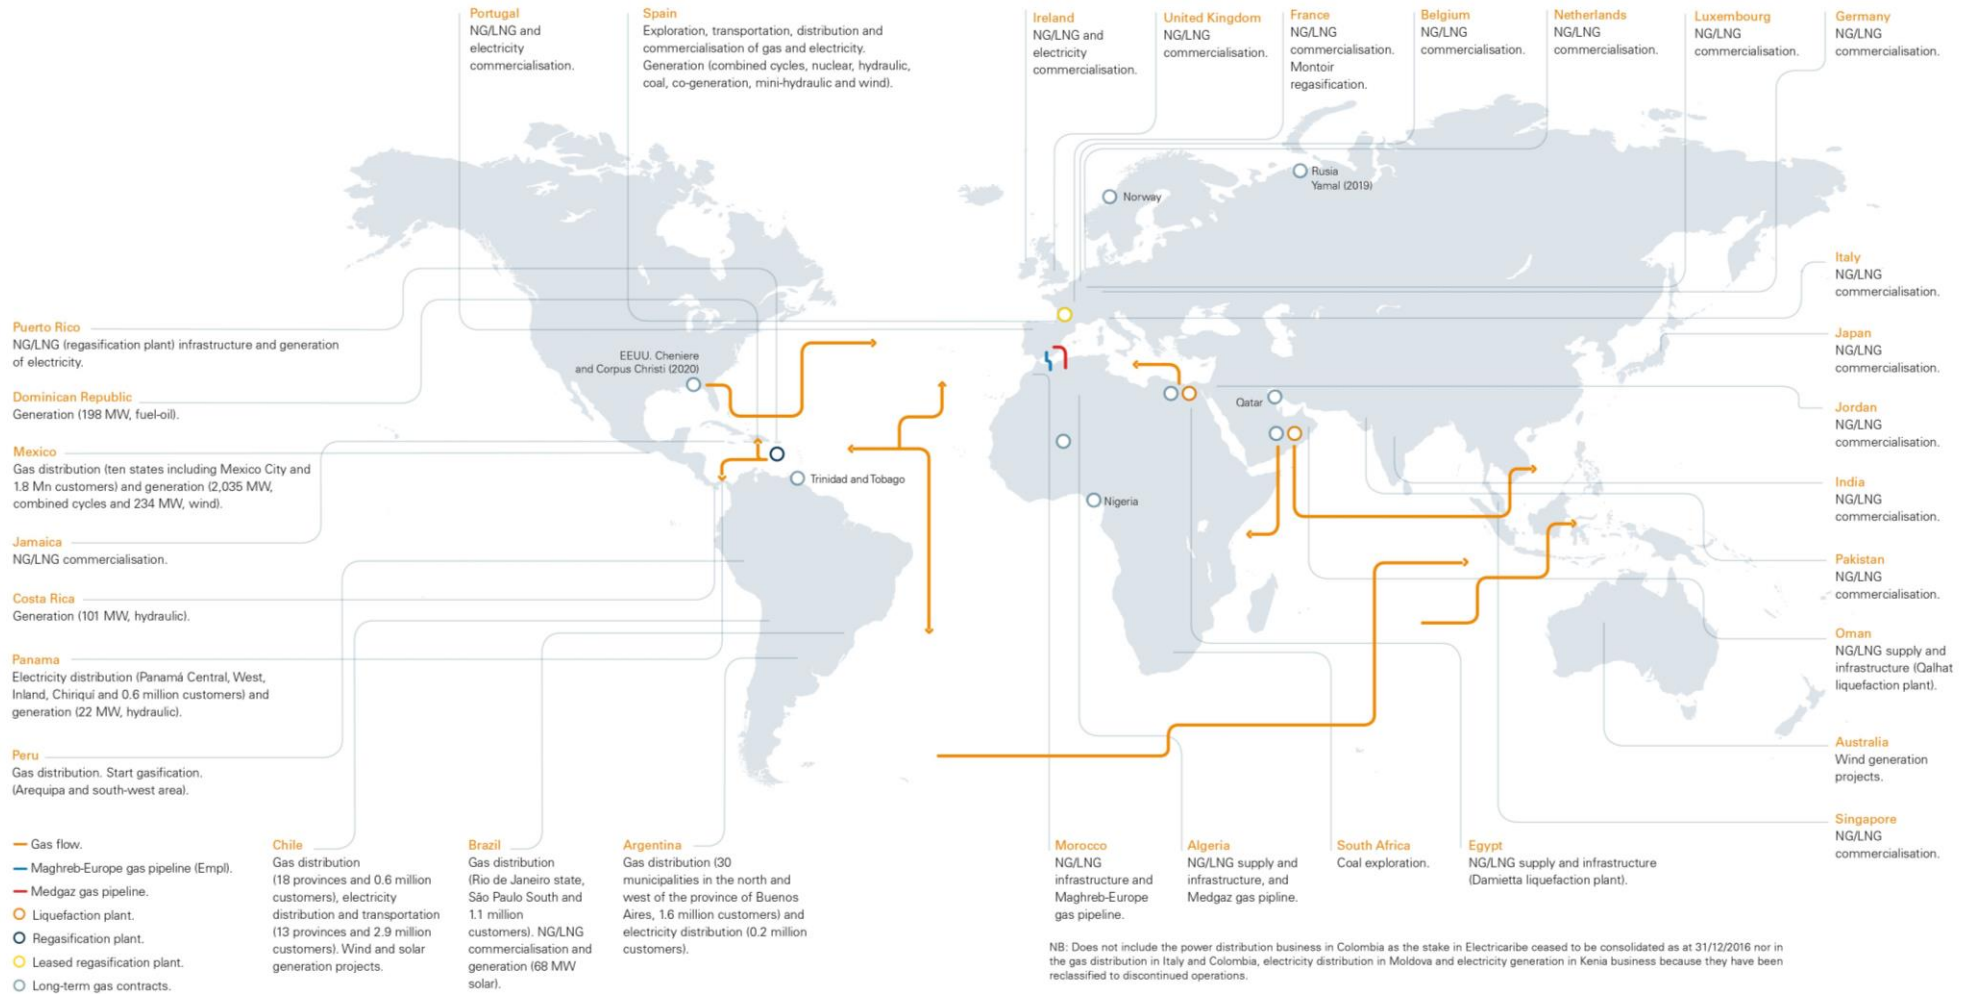 Portugal
NG/LNG and
electricity
commercialisation.
Spain
Exploration, transportation, distribution and
commercialisation of gas and electricity.
Generation (combined cycles, nuclear, hydraulic,
coal, co-generation, mini-hydraulic and wind).
Ireland
NG/LNG and
electricity
commercialisation.
United Kingdom
NG/LNG
commercialisation.
France
NG/LNG
commercialisation.
Montoir
regasification.
Belgium
NG/LNG
commercialisation.
Netherlands
NG/LNG
commercialisation.
Luxembourg
NG/LNG
commercialisation.
Germany
NG/LNG
commercialisation.
Rusia
Yamal (2019)
Norway
EEUU. Cheniere
and Corpus Christi (2020)
Qatar
Trinidad and Tobago
Nigeria
Puerto Rico
NG/LNG (regasification plant) infrastructure and generation
of electricity.
Dominican Republic
Generation (198 MW, fuel-oil).
Mexico
Gas distribution (ten states including Mexico City and
1.8 Mn customers) and generation (2,035 MW,
combined cycles and 234 MW, wind).
Jamaica
NG/LNG commercialisation.
Costa Rica
Generation (101 MW, hydraulic).
Panama
Electricity distribution (Panamá Central, West,
Inland, Chiriquí and 0.6 million customers) and
generation (22 MW, hydraulic).
Peru
Gas distribution. Start gasification.
(Arequipa and south-west area).
Italy
NG/LNG
commercialisation.
Japan
NG/LNG
commercialisation.
Jordan
NG/LNG
commercialisation.
India
NG/LNG
commercialisation.
Pakistan
NG/LNG
commercialisation.
Oman
NG/LNG supply and
infrastructure (Qalhat
liquefaction plant).
Australia
Wind generation
projects.
Singapore
NG/LNG
commercialisation.
Gas flow.
Maghreb-Europe gas pipeline (Empl).
Medgaz gas pipeline.
Liquefaction plant.
Regasification plant.
Leased regasification plant.
Long-term gas contracts.
Chile
Gas distribution
(18 provinces and 0.6 million
customers), electricity
distribution and transportation
(13 provinces and 2.9 million
customers). Wind and solar
generation projects.
Brazil
Gas distribution
(Rio de Janeiro state,
São Paulo South and
1.1 million
customers). NG/LNG
commercialisation and
generation (68 MW
solar).
Argentina
Gas distribution (30
municipalities in the north and
west of the province of Buenos
Aires, 1.6 million customers) and
electricity distribution (0.2 million
customers).
Morocco
NG/LNG
infrastructure and
Maghreb-Europe
gas pipeline.
Algeria
NG/LNG supply and
infrastructure, and
Medgaz gas pipline.
South Africa
Coal exploration.
Egypt
NG/LNG supply and infrastructure
(Damietta liquefaction plant).
NB: Does not include the power distribution business in Colombia as the stake in Electricaribe ceased to be consolidated as at 31/12/2016 nor in
the gas distribution in Italy and Colombia, electricity distribution in Moldova and electricity generation in Kenia business because they have been
reclassified to discontinued operations.